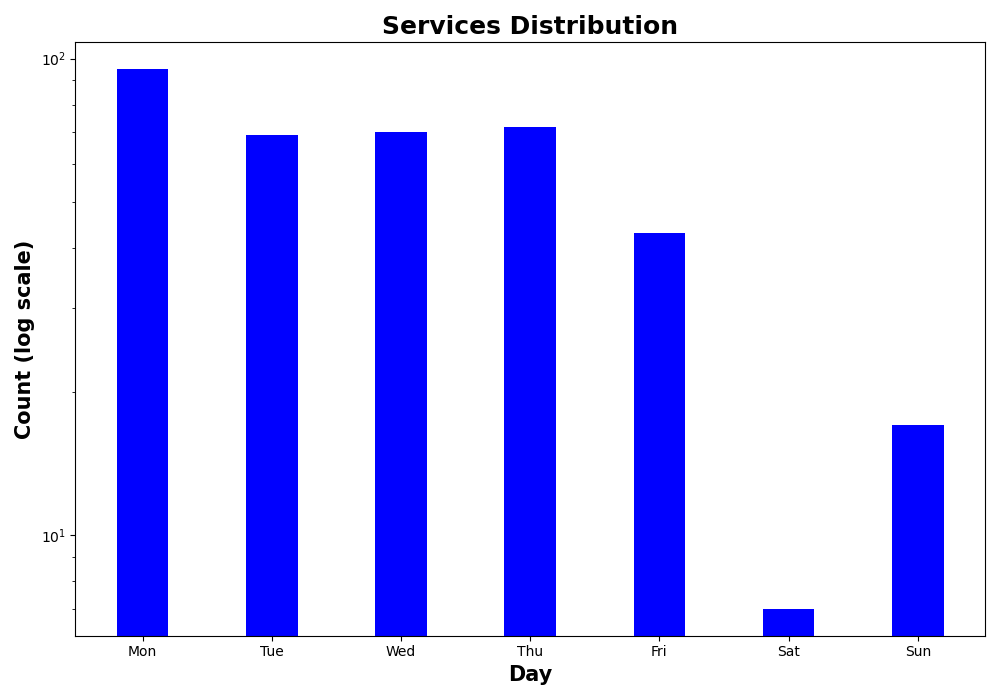 Services Distribution
Count (log scale)
10²
10¹
Mon Tue Wed Thu Fri Sat Sun
Day